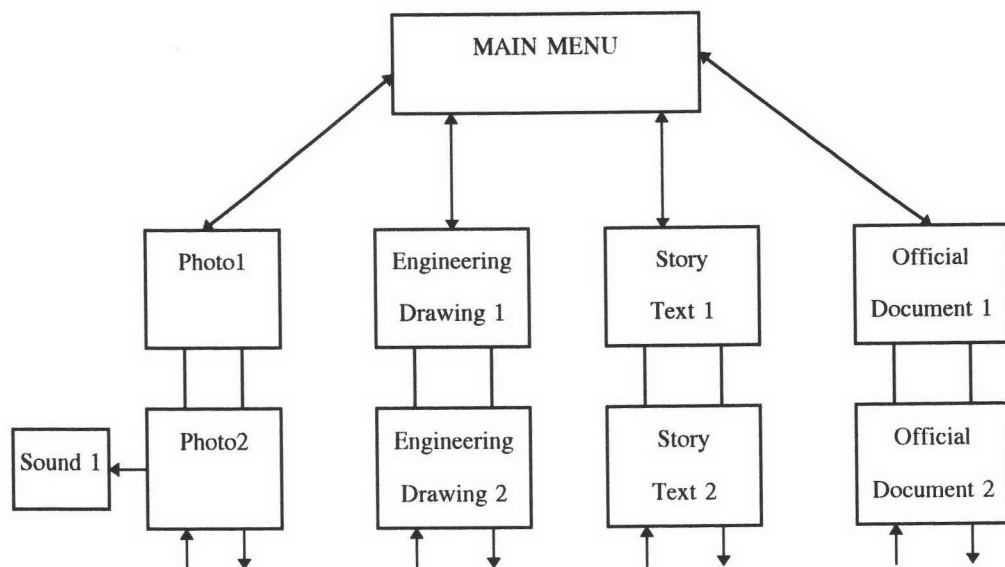 MAIN MENU
Photo1
Engineering
Drawing 1
Story
Text 1
Official
Document 1
Sound 1
Photo2
Engineering
Drawing 2
Story
Text 2
Official
Document 2